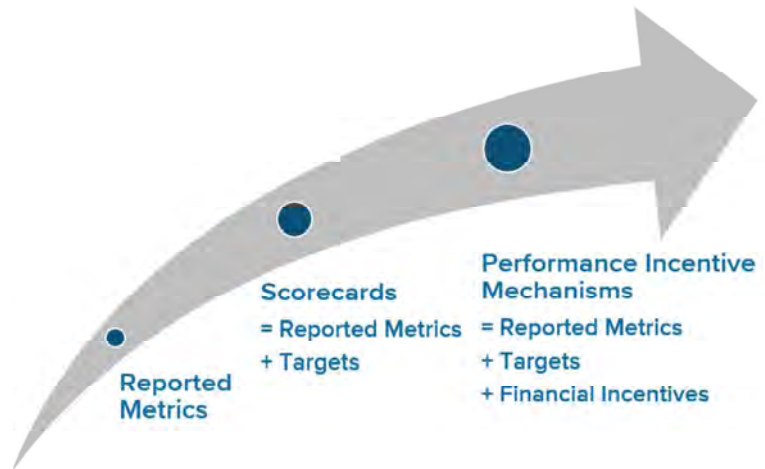 Reported
Metrics
Scorecards
= Reported Metrics
+ Targets
Performance Incentive
Mechanisms
= Reported Metrics
+ Targets
+ Financial Incentives